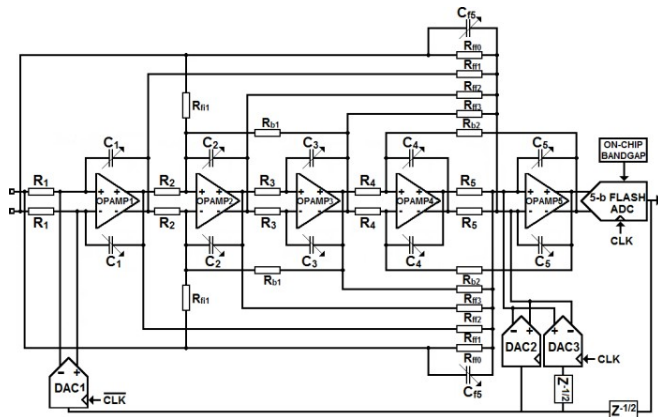 Cf5
Rff0
Rff1
Rff2
Rff3
Rfi1
Rb1
Rb2
C1
C2
C3
C4
C5
ON-CHIP
BANDGAP
R1
R2
R3
R4
R5
OPAMP1
OPAMP2
OPAMP3
OPAMP4
OPAMP5
5-b FLASH
ADC
R1
R2
R3
R4
R5
CLK
C1
C2
C3
C4
C5
Rb1
Rb2
Rfi1
Rff3
Rff2
Rff1
Rff0
Cf5
DAC1
CLK
DAC2
DAC3
CLK
Z-1/2
Z-1/2